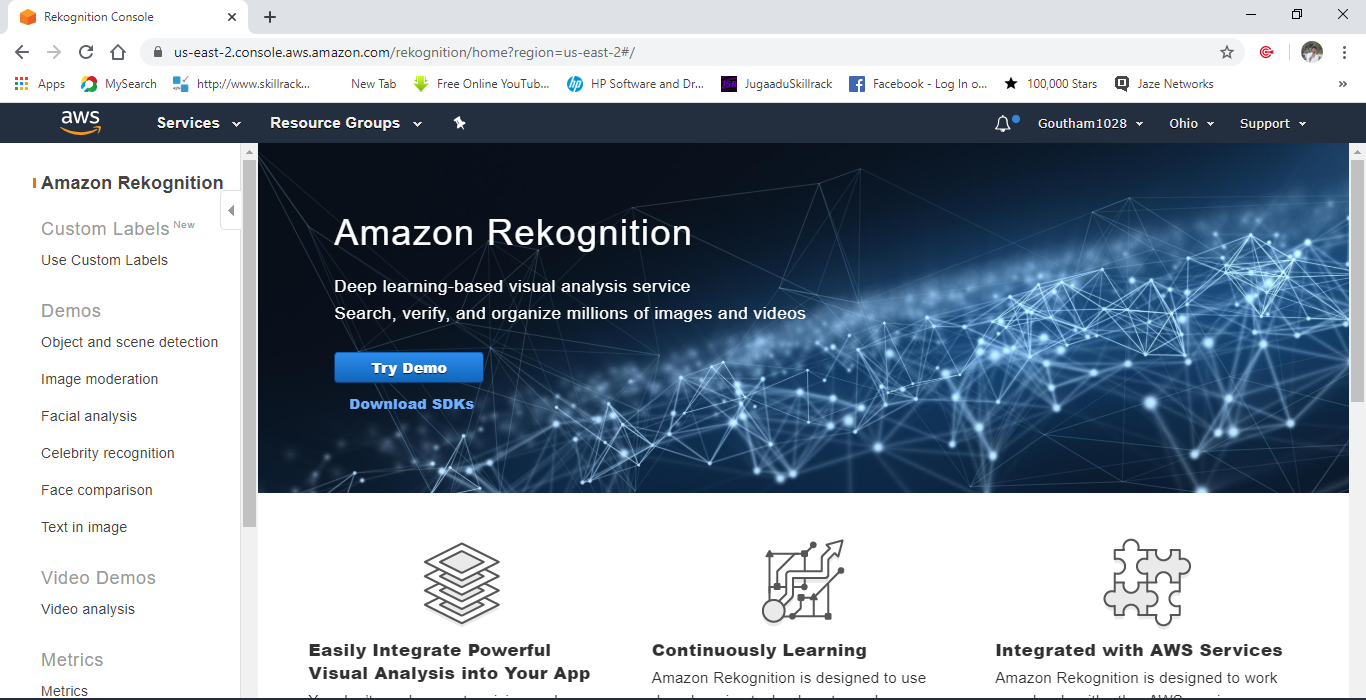 Rekognition Console
us-east-2.console.aws.amazon.com/rekognition/home?region=us-east-2#/
Apps MySearch http://www.skillrack... New Tab Free Online YouTub... HP Software and Dr... JugaaduSkillrack Facebook - Log In o... 100,000 Stars Jaze Networks »
aws Services Resource Groups Goutham1028 Ohio Support
Amazon Rekognition
Custom Labels New
Use Custom Labels
Demos
Object and scene detection
Image moderation
Facial analysis
Celebrity recognition
Face comparison
Text in image
Video Demos
Video analysis
Metrics
Metrics
Amazon Rekognition
Deep learning-based visual analysis service
Search, verify, and organize millions of images and videos
Try Demo
Download SDKs
Easily Integrate Powerful
Visual Analysis into Your App
Continuously Learning
Amazon Rekognition is designed to use
Integrated with AWS Services
Amazon Rekognition is designed to work